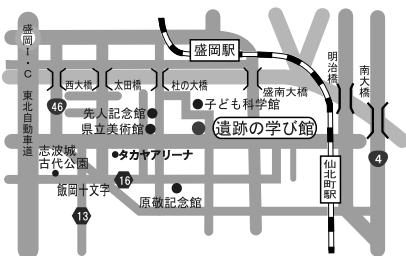 盛岡I・C
東北自動車道
盛岡駅
明治橋
南大橋
西大橋
太田橋
杜の大橋
盛南大橋
46
先人記念館
子ども科学館
県立美術館
遺跡の学び館
志波城
古代公園
タカヤアリーナ
仙北町駅
4
飯岡十文字
16
原敬記念館
13